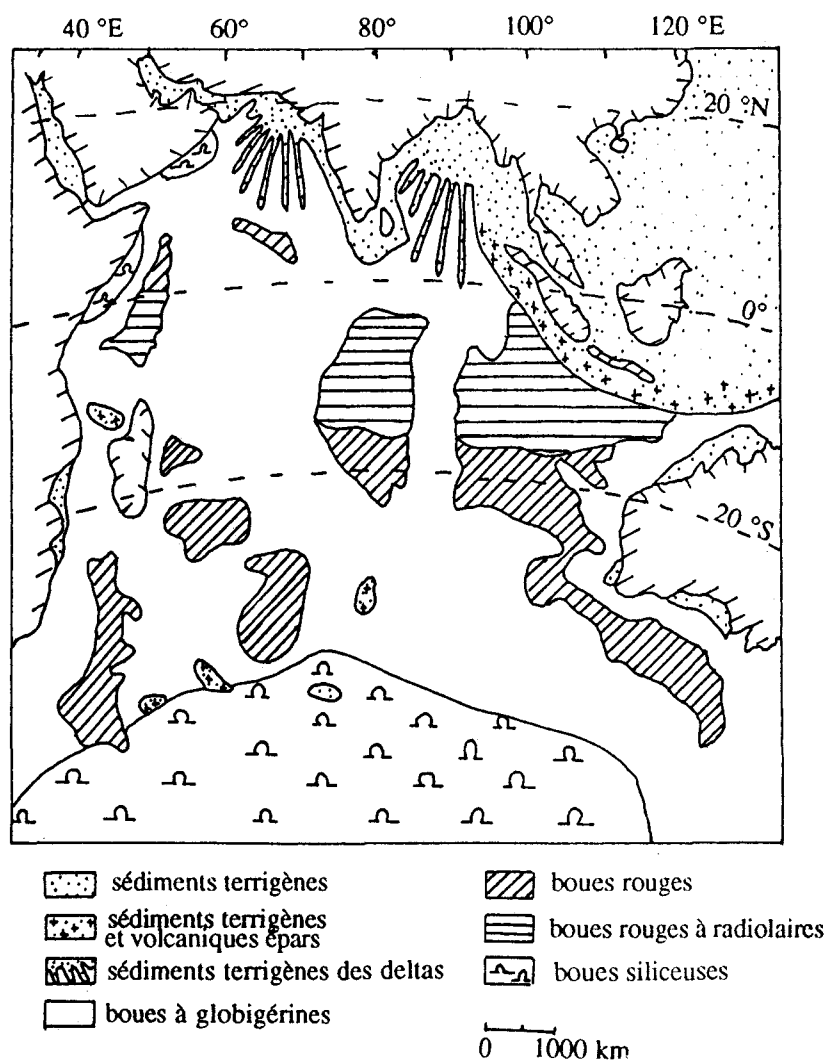 40 °E 60° 80° 100° 120 °E
20 °N
0°
20 °S
sédiments terrigènes
sédiments terrigènes
et volcaniques épars
sédiments terrigènes des deltas
boues à globigérines
boues rouges
boues rouges à radiolaires
boues siliceuses
0 1000 km